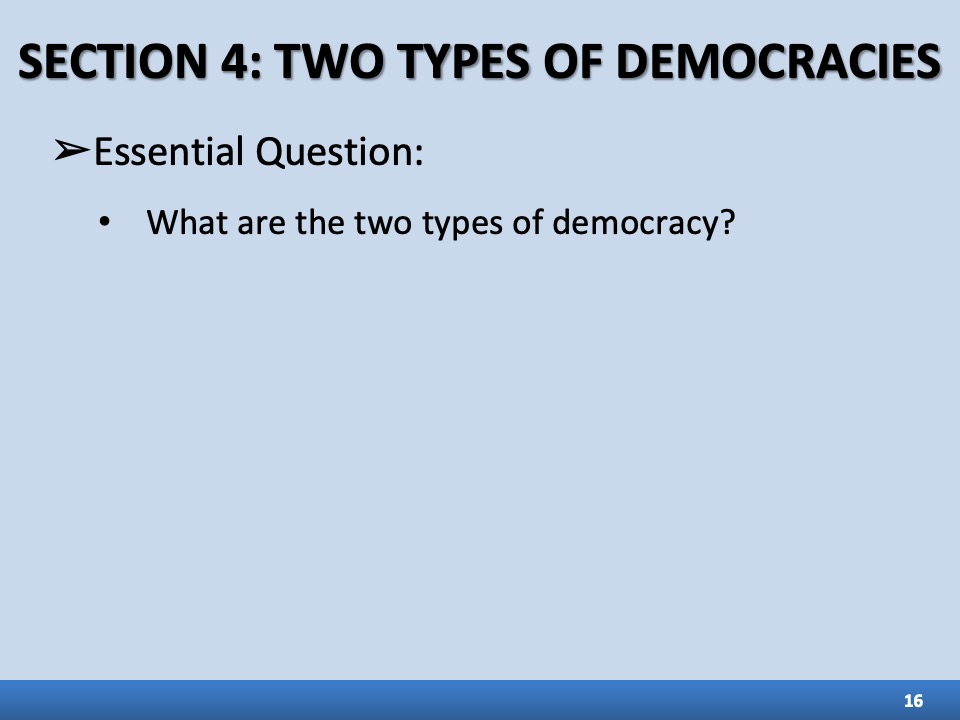 SECTION 4: TWO TYPES OF DEMOCRACIES
➢Essential Question:
• What are the two types of democracy?
16